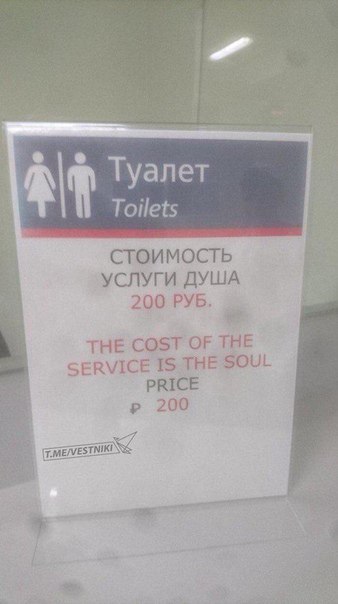 Туалет
Toilets
СТОИМОСТЬ
УСЛУГИ ДУША
200 РУБ.
THE COST OF THE
SERVICE IS THE SOUL
PRICE
₽ 200
T.ME/VESTNIKI